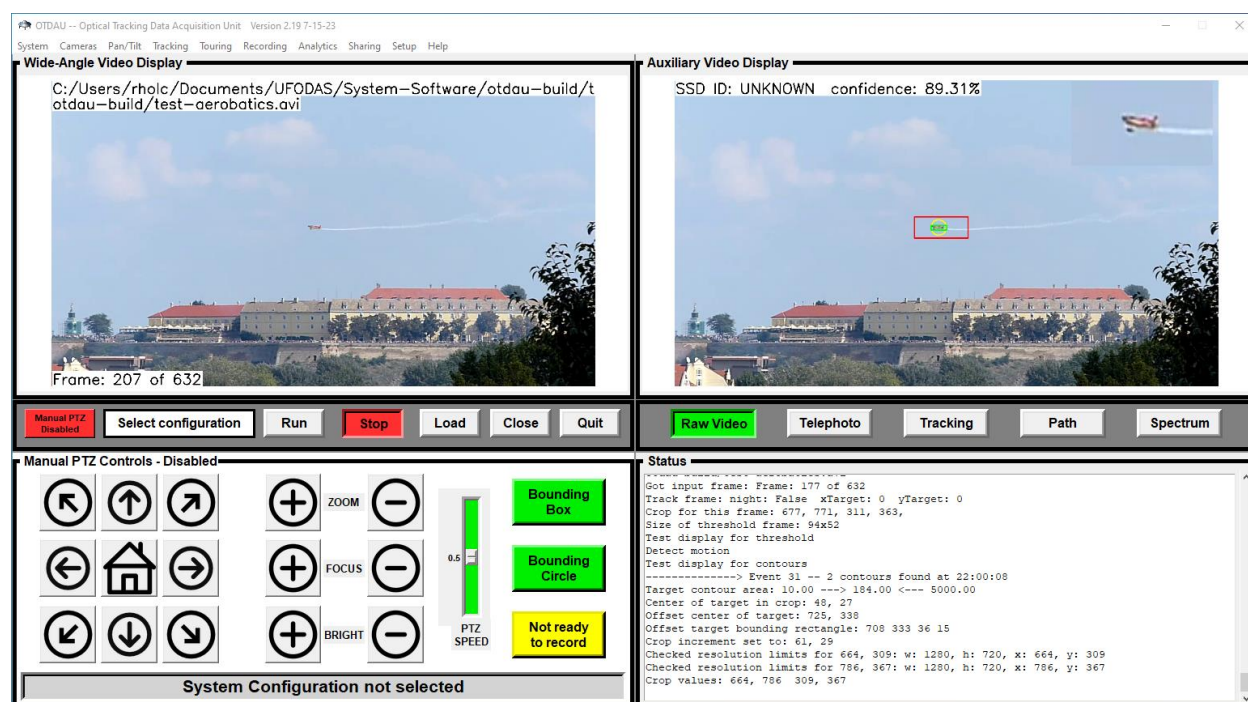 OTDAU -- Optical Tracking Data Acquisition Unit Version 2.19 7-15-23
System Cameras Pan/Tilt Tracking Touring Recording Analytics Sharing Setup Help
Wide-Angle Video Display
C:/Users/rholc/Documents/UFODAS/System-Software/otdau-build/t
otdau-build/test-aerobatics.avi
Frame: 207 of 632
Auxiliary Video Display
SSD ID: UNKNOWN confidence: 89.31%
Manual PTZ
Disabled
Select configuration
Run
Stop
Load
Close
Quit
Raw Video
Telephoto
Tracking
Path
Spectrum
Manual PTZ Controls - Disabled
ZOOM
FOCUS
BRIGHT
0.5
PTZ
SPEED
Bounding
Box
Bounding
Circle
Not ready
to record
System Configuration not selected
Status
Got input frame: Frame: 177 of 632
Track frame: night: False xTarget: 0 yTarget: 0
Crop for this frame: 677, 771, 311, 363,
Size of threshold frame: 94x52
Test display for threshold
Detect motion
Test display for contours
--------------> Event 31 -- 2 contours found at 22:00:08
Target contour area: 10.00 ---> 184.00 <--- 5000.00
Center of target in crop: 48, 27
Offset center of target: 725, 338
Offset target bounding rectangle: 708 333 36 15
Crop increment set to: 61, 29
Checked resolution limits for 664, 309: w: 1280, h: 720, x: 664, y: 309
Checked resolution limits for 786, 367: w: 1280, h: 720, x: 786, y: 367
Crop values: 664, 786 309, 367